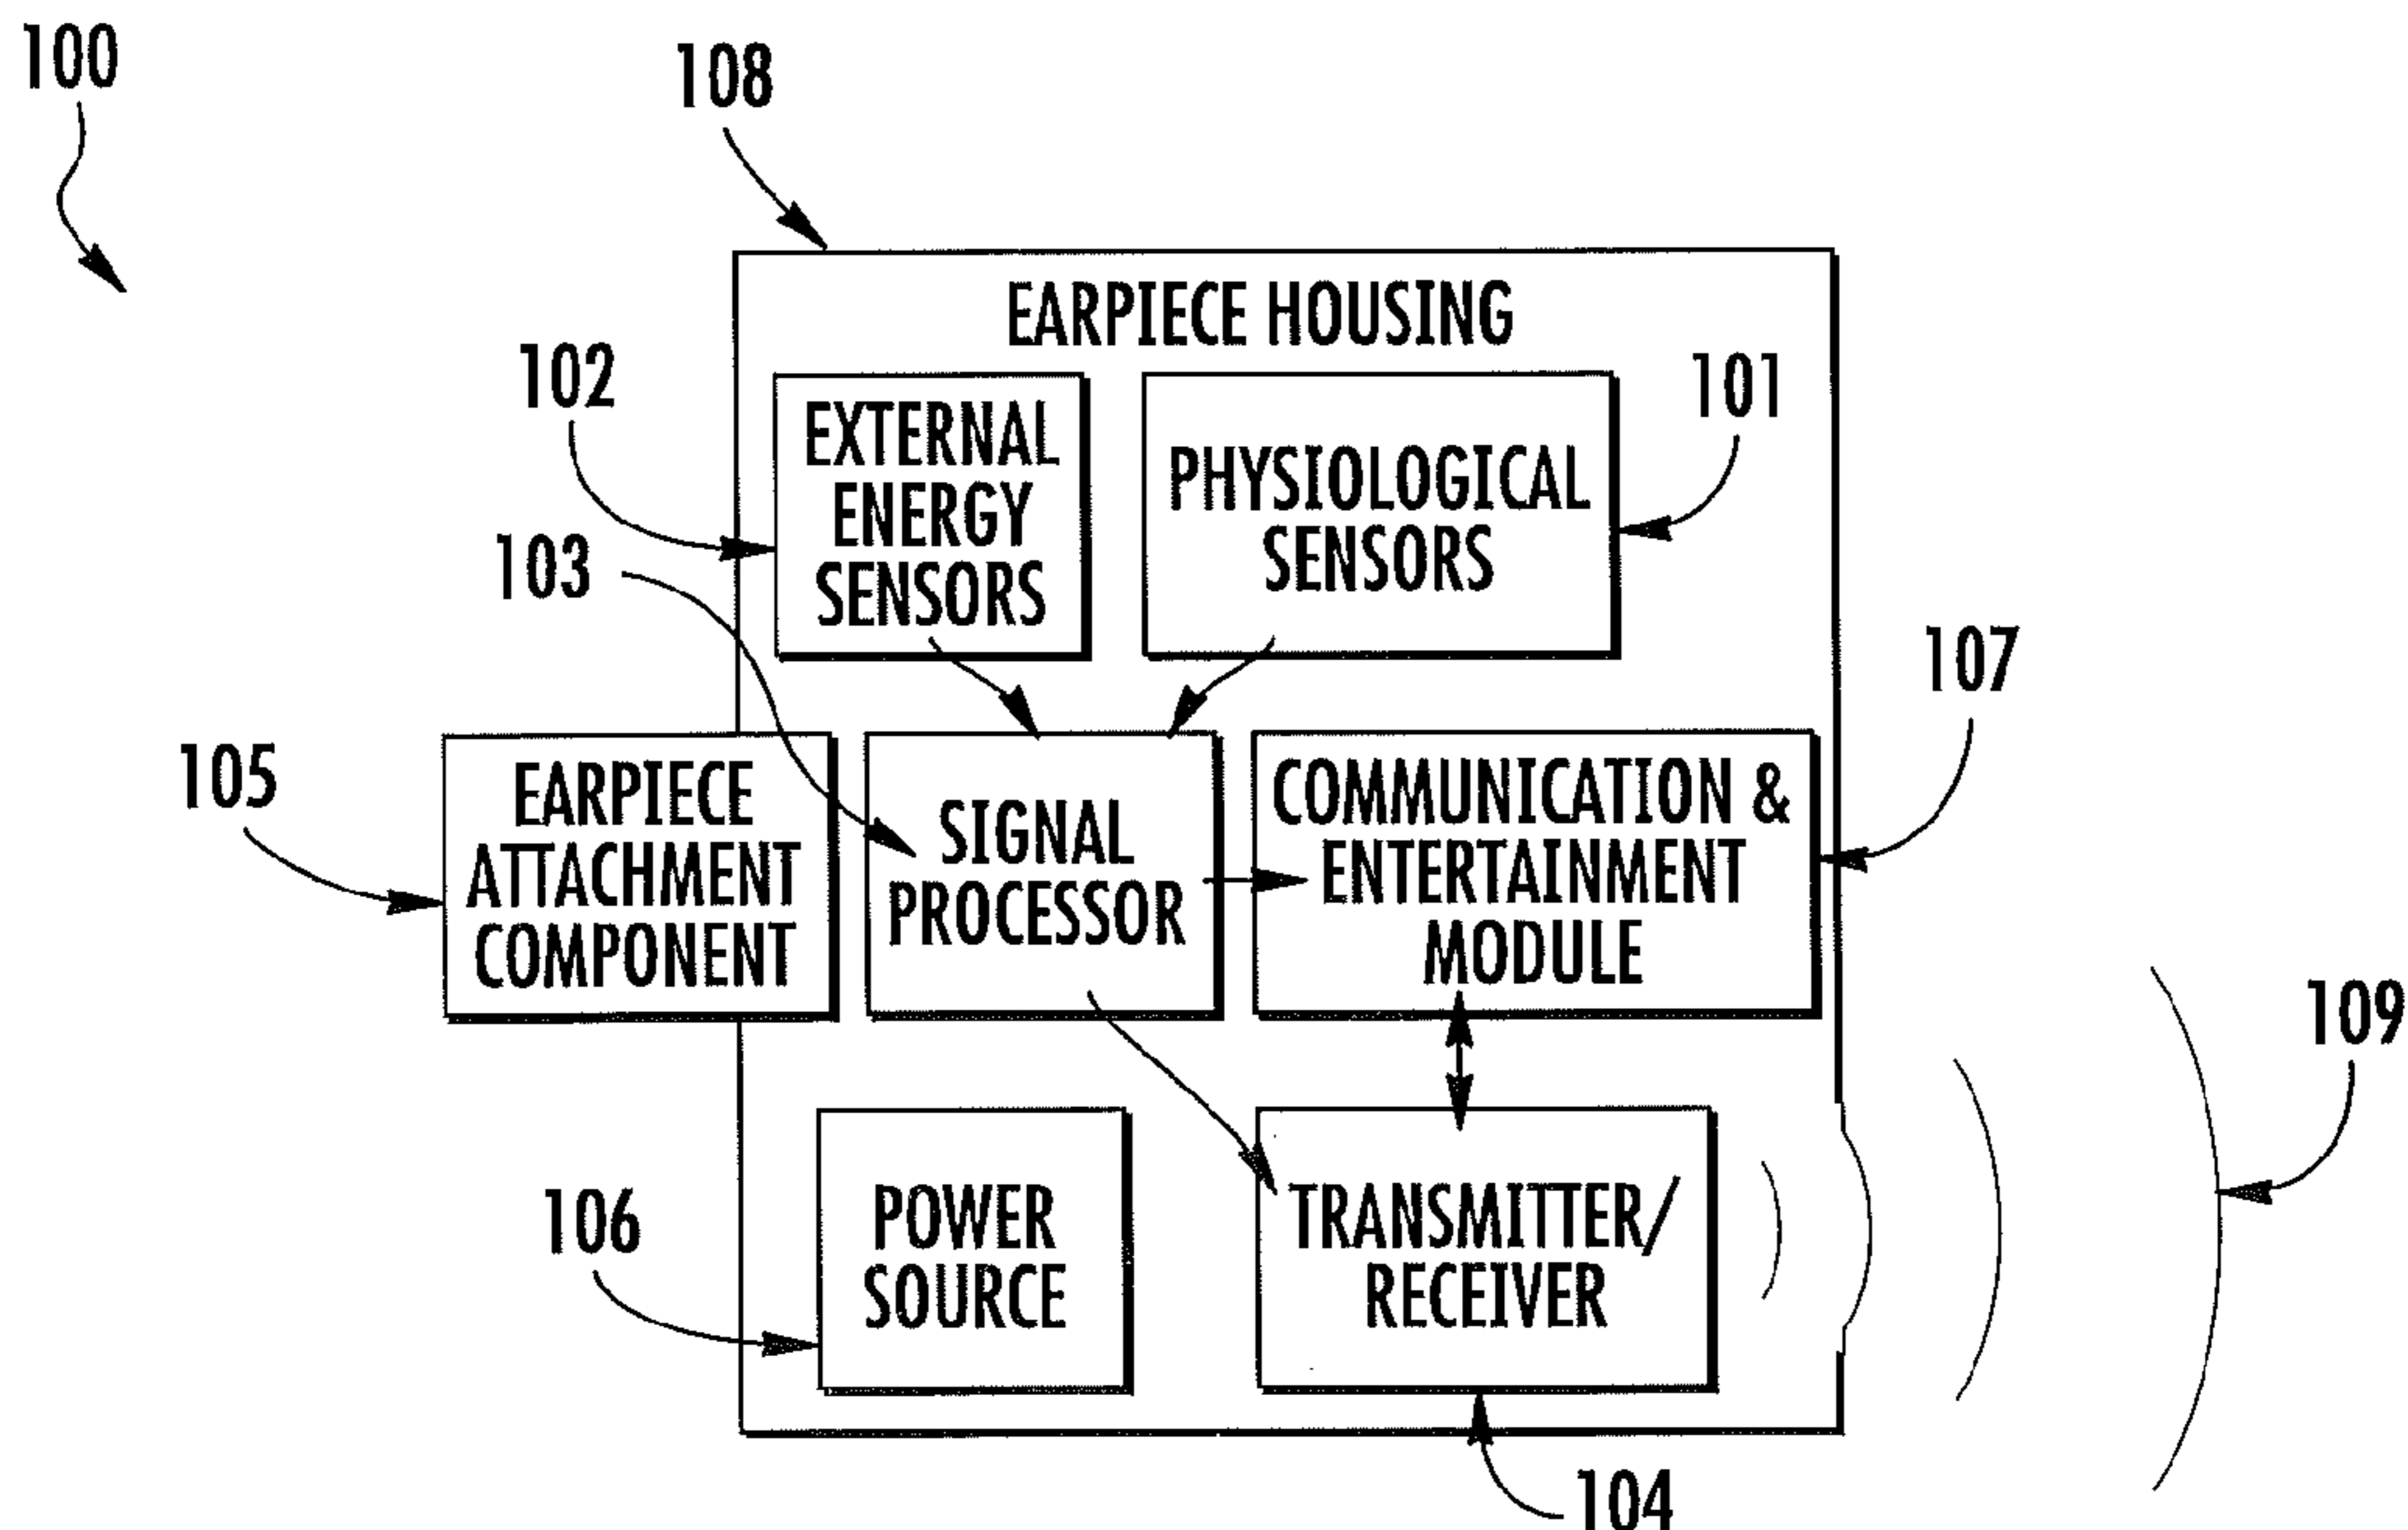 100
108
EARPIECE HOUSING
102
101
EXTERNAL
ENERGY
SENSORS
PHYSIOLOGICAL
SENSORS
103
107
105
EARPIECE
ATTACHMENT
COMPONENT
SIGNAL
PROCESSOR
COMMUNICATION &
ENTERTAINMENT
MODULE
109
106
POWER
SOURCE
TRANSMITTER/
RECEIVER
104